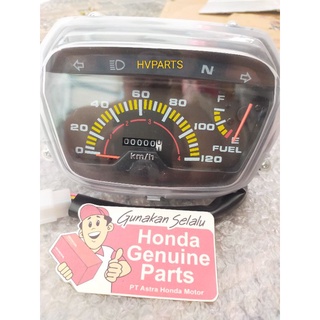 HVPARTS
N
0 20 40 60 80 100 120
00000
km/h
F
E
FUEL
Gunakan Selalu
Honda
Genuine
Parts
PT Astra Honda Motor